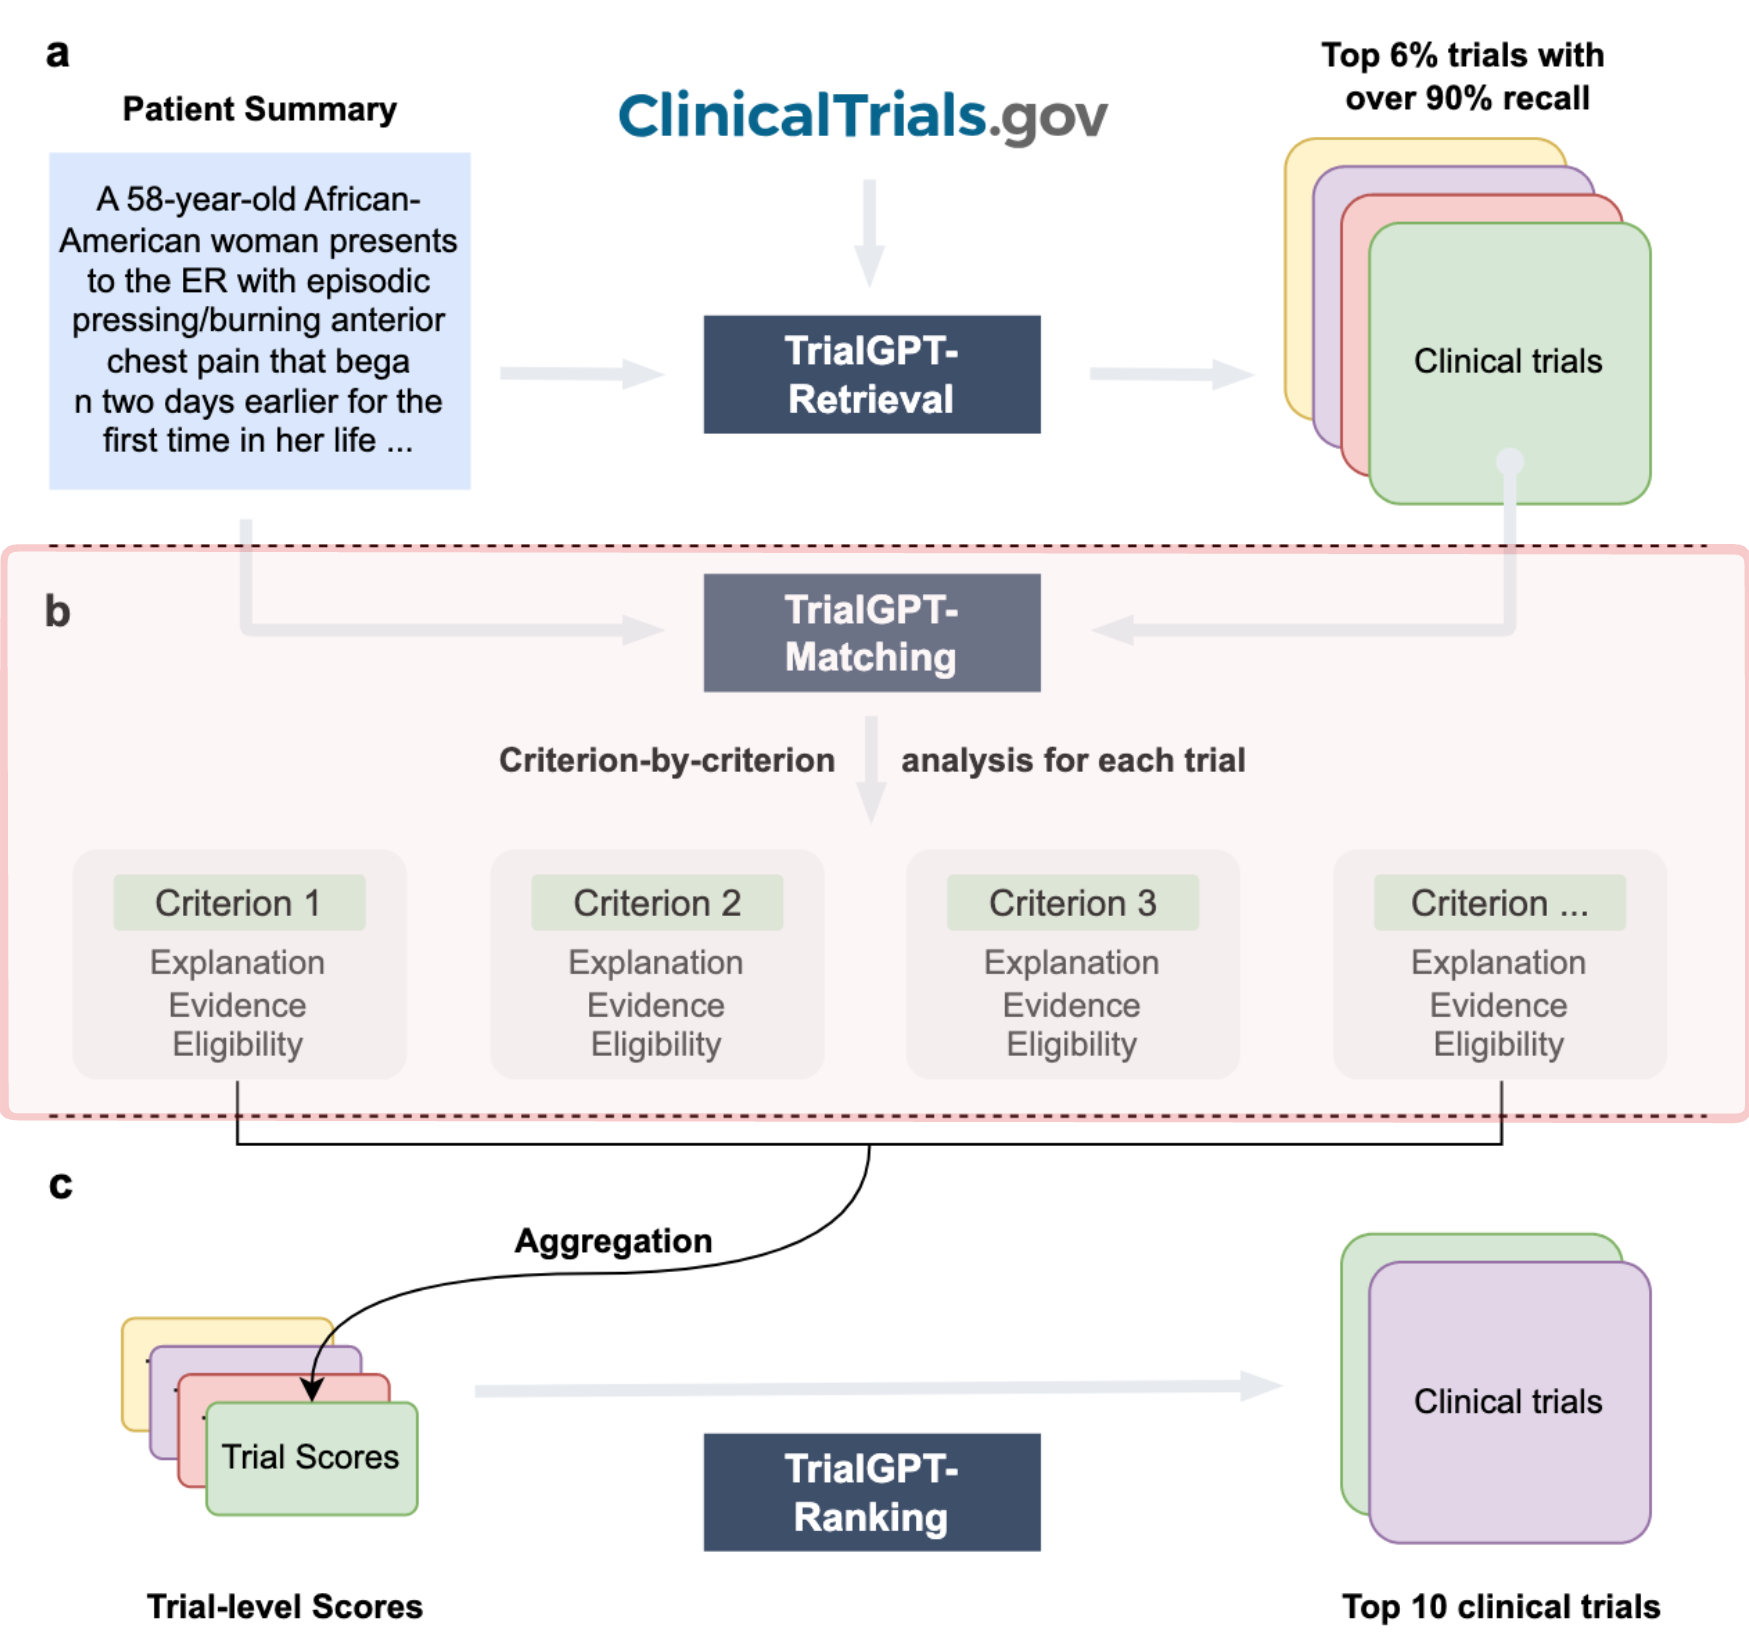 a
Patient Summary
A 58-year-old African-
American woman presents
to the ER with episodic
pressing/burning anterior
chest pain that bega
n two days earlier for the
first time in her life ...
ClinicalTrials.gov
TrialGPT-
Retrieval
Top 6% trials with
over 90% recall
Clinical trials
b
TrialGPT-
Matching
Criterion-by-criterion analysis for each trial
Criterion 1
Explanation
Evidence
Eligibility
Criterion 2
Explanation
Evidence
Eligibility
Criterion 3
Explanation
Evidence
Eligibility
Criterion ...
Explanation
Evidence
Eligibility
c
Aggregation
Trial Scores
Trial-level Scores
TrialGPT-
Ranking
Clinical trials
Top 10 clinical trials